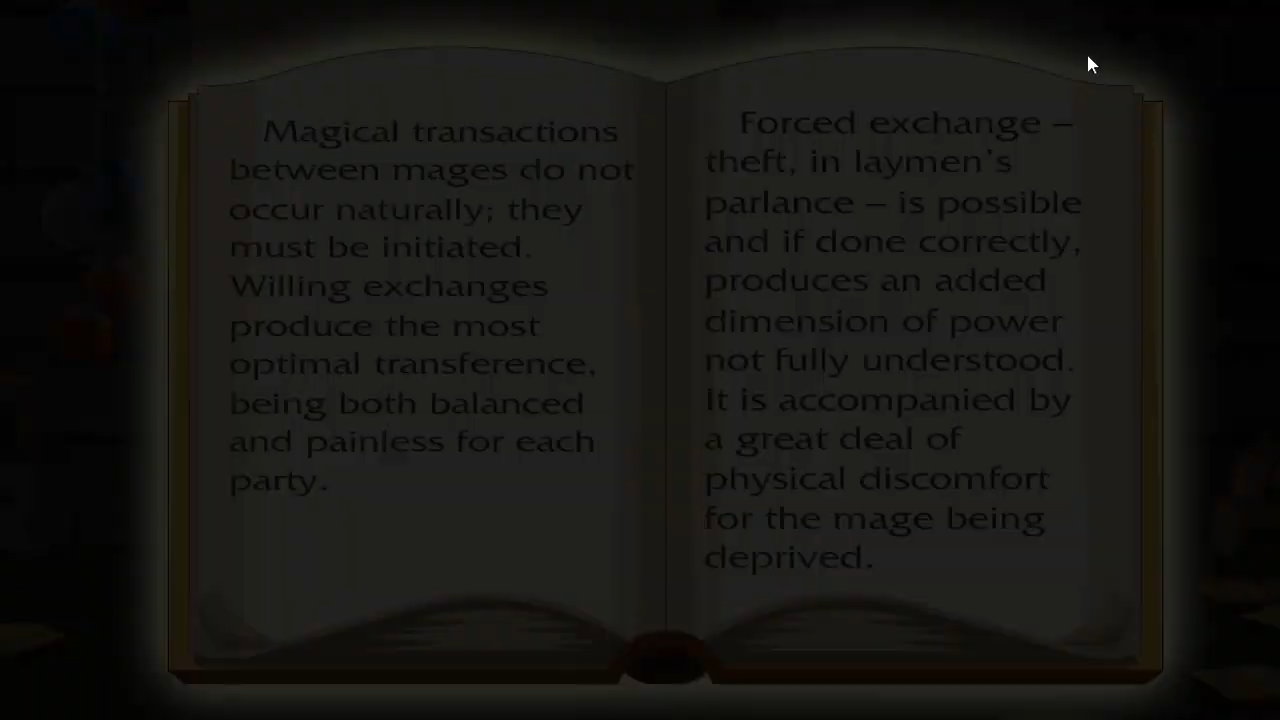 Magical transactions
between mages do not
occur naturally; they
must be initiated.
Willing exchanges
produce the most
optimal transference,
being both balanced
and painless for each
party.
Forced exchange –
theft, in laymen's
parlance – is possible
and if done correctly,
produces an added
dimension of power
not fully understood.
It is accompanied by
a great deal of
physical discomfort
for the mage being
deprived.